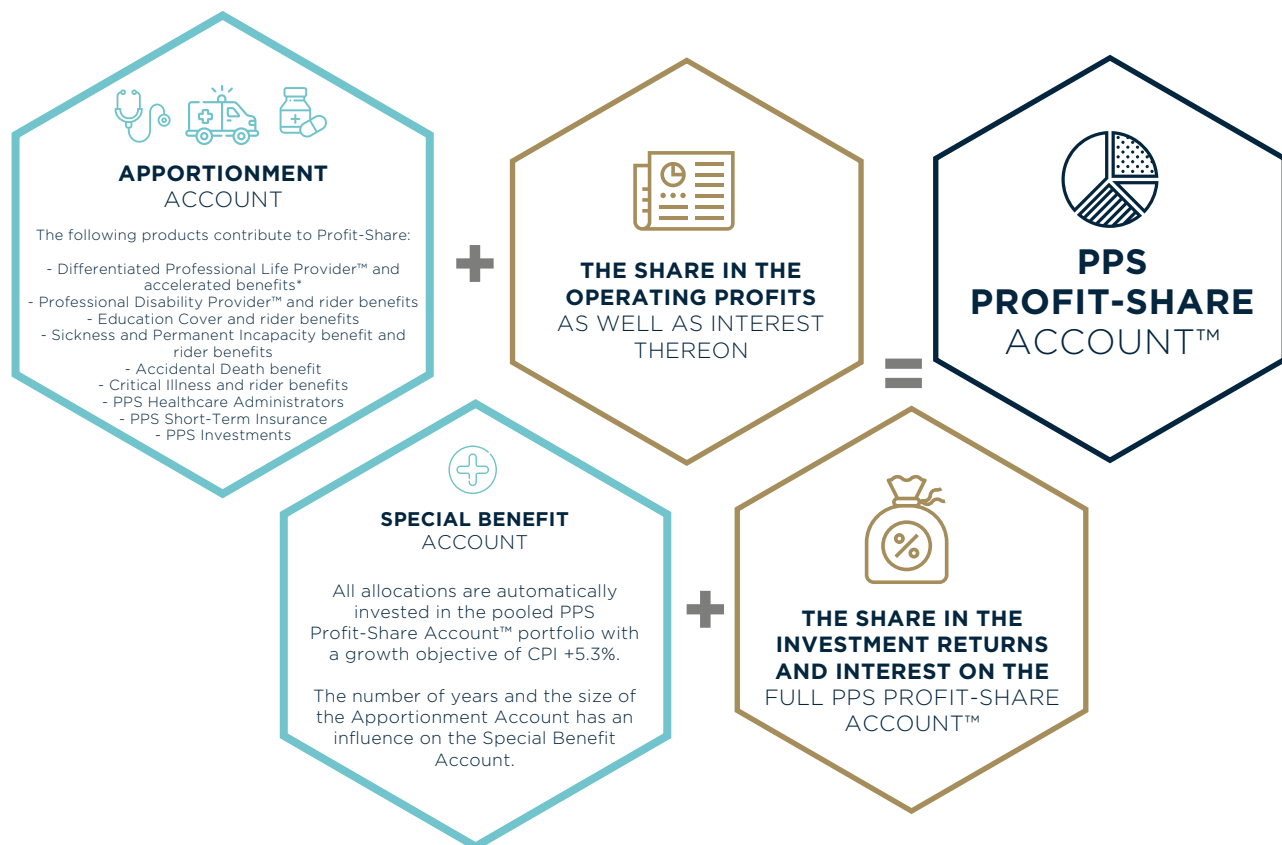 APPORTIONMENT
ACCOUNT
The following products contribute to Profit-Share:
- Differentiated Professional Life Provider™ and
accelerated benefits*
- Professional Disability Provider™ and rider benefits
- Education Cover and rider benefits
- Sickness and Permanent Incapacity benefit and
rider benefits
- Accidental Death benefit
- Critical Illness and rider benefits
- PPS Healthcare Administrators
- PPS Short-Term Insurance
- PPS Investments
+
THE SHARE IN THE
OPERATING PROFITS
AS WELL AS INTEREST
THEREON
=
PPS
PROFIT-SHARE
ACCOUNT™
SPECIAL BENEFIT
ACCOUNT
All allocations are automatically
invested in the pooled PPS
Profit-Share Account™ portfolio with
a growth objective of CPI +5.3%.
The number of years and the size of
the Apportionment Account has an
influence on the Special Benefit
Account.
+
%
THE SHARE IN THE
INVESTMENT RETURNS
AND INTEREST ON THE
FULL PPS PROFIT-SHARE
ACCOUNT™